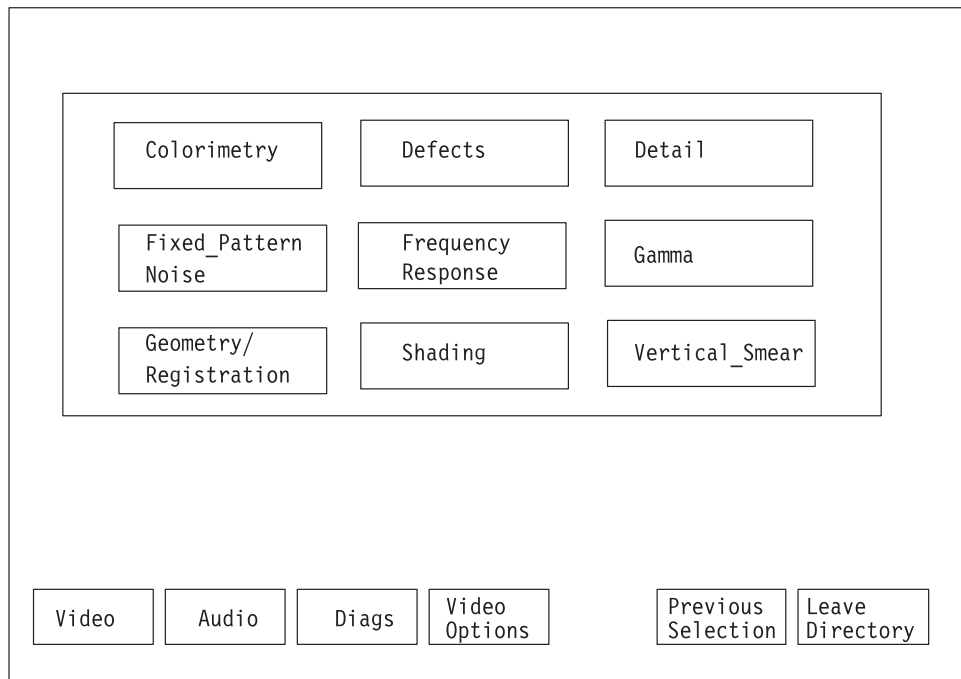 Colorimetry
Defects
Detail
Fixed_Pattern
Noise
Frequency
Response
Gamma
Geometry/
Registration
Shading
Vertical_Smear
Video
Audio
Diags
Video
Options
Previous
Selection
Leave
Directory